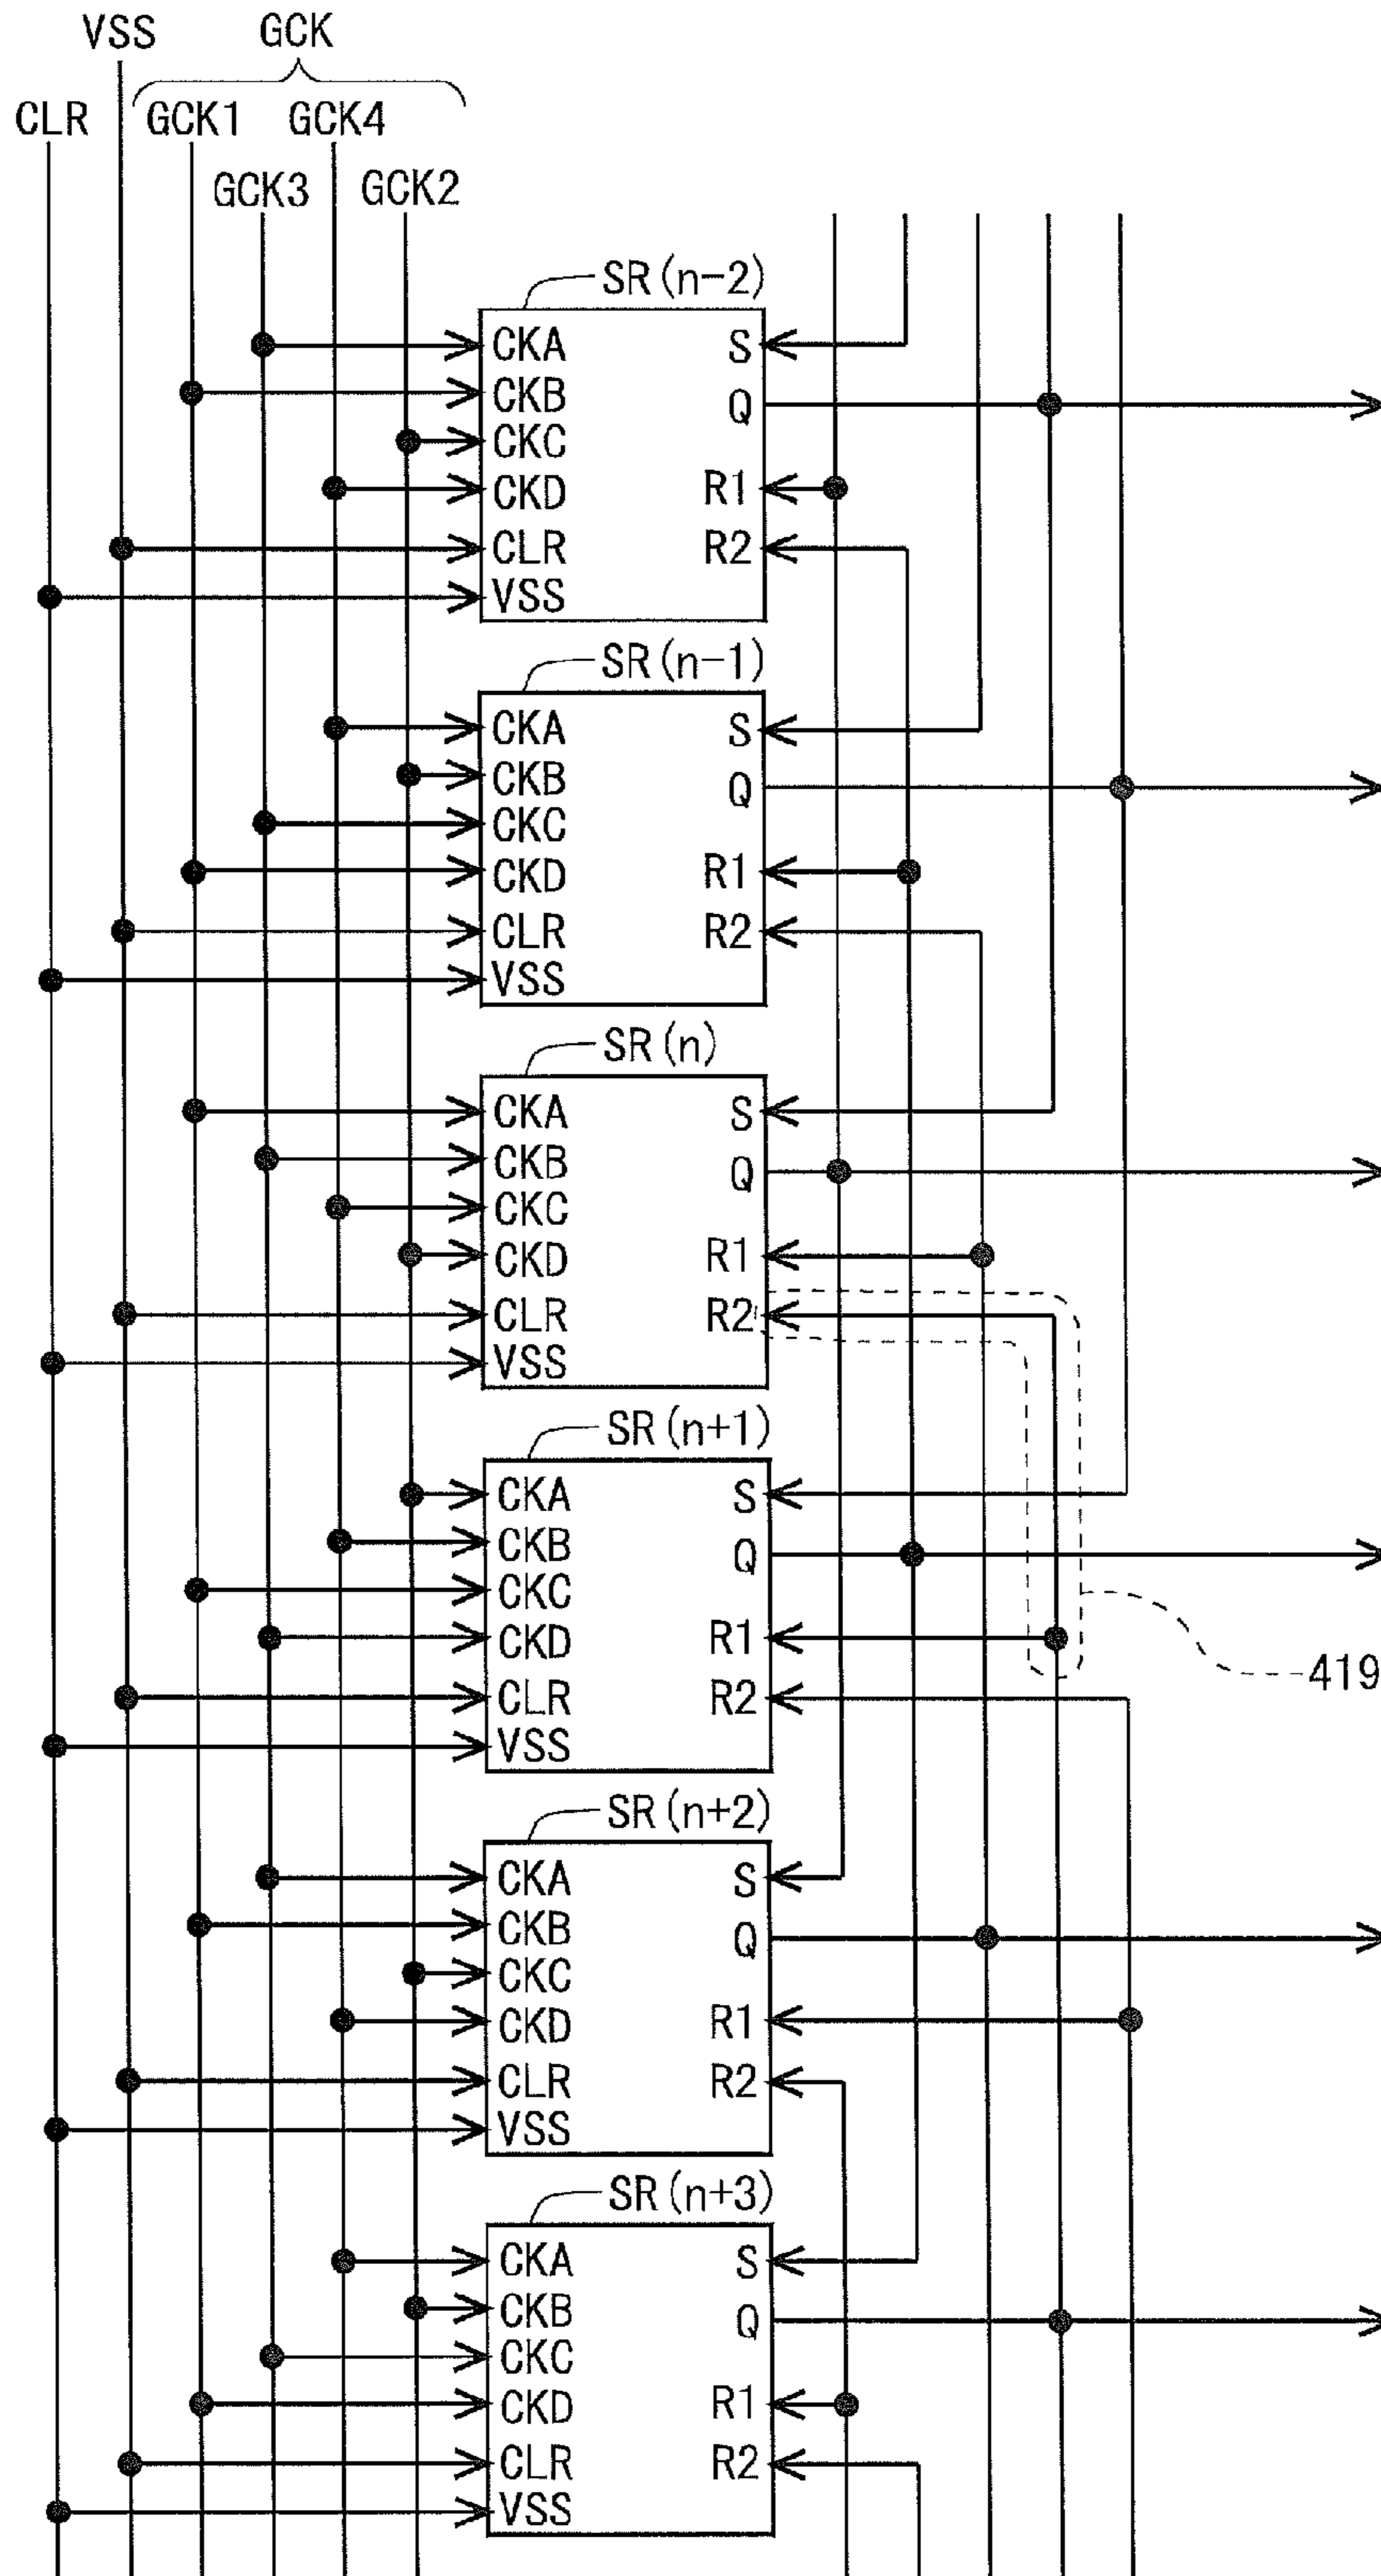 VSS GCK
CLR GCK1 GCK4
GCK3 GCK2
SR(n-2)
CKA S
CKB Q
CKC
CKD R1
CLR R2
VSS
SR(n-1)
CKA S
CKB Q
CKC
CKD R1
CLR R2
VSS
SR(n)
CKA S
CKB Q
CKC
CKD R1
CLR R2
VSS
SR(n+1)
CKA S
CKB Q
CKC
CKD R1
419
CLR R2
VSS
SR(n+2)
CKA S
CKB Q
CKC
CKD R1
CLR R2
VSS
SR(n+3)
CKA S
CKB Q
CKC
CKD R1
CLR R2
VSS